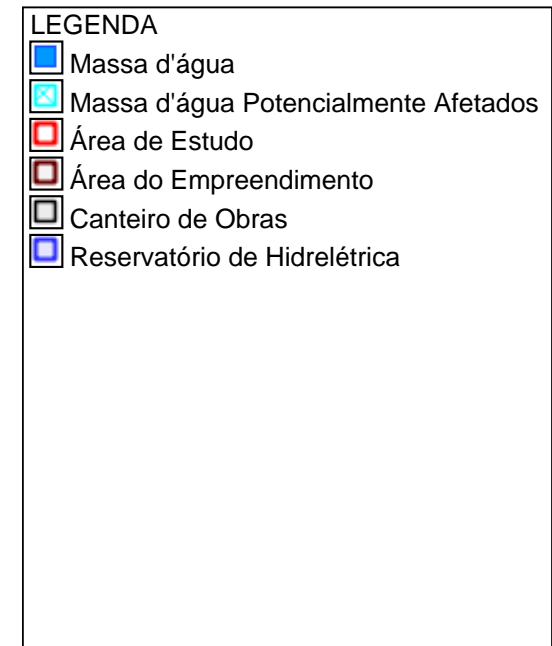 LEGENDA
Massa d'água
Massa d'água Potencialmente Afetados
Área de Estudo
Área do Empreendimento
Canteiro de Obras
Reservatório de Hidrelétrica